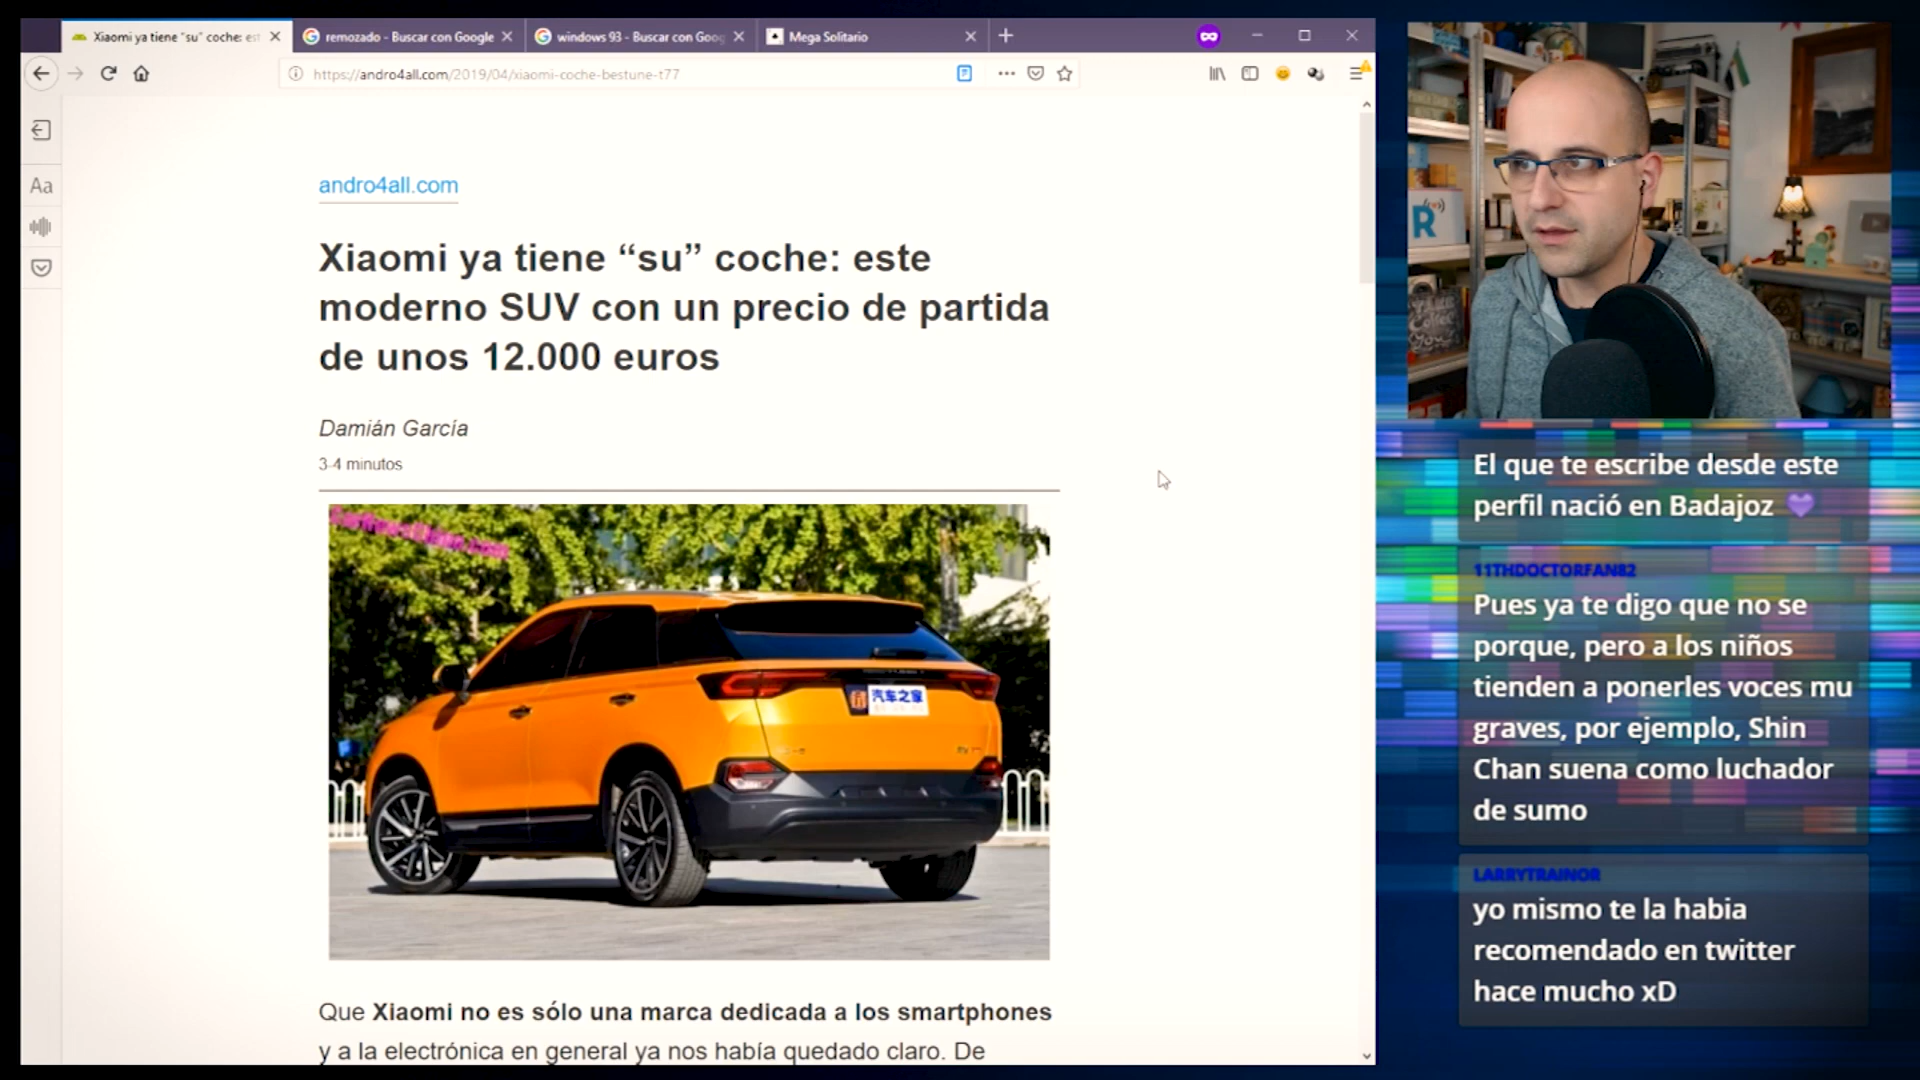 Xiaomi ya tiene "su" coche: est
remozado - Buscar con Google
windows 93 - Buscar con Goog
Mega Solitario
https://andro4all.com/2019/04/xiaomi-coche-bestune-t77
Aa
andro4all.com
Xiaomi ya tiene “su” coche: este
moderno SUV con un precio de partida
de unos 12.000 euros
Damián García
3-4 minutos
汽车之家
Que Xiaomi no es sólo una marca dedicada a los smartphones
y a la electrónica en general ya nos había quedado claro. De
R
El que te escribe desde este
perfil nació en Badajoz 💜
11THDOCTORFAN82
Pues ya te digo que no se
porque, pero a los niños
tienden a ponerles voces mu
graves, por ejemplo, Shin
Chan suena como luchador
de sumo
LARRYTRAINOR
yo mismo te la habia
recomendado en twitter
hace mucho xD